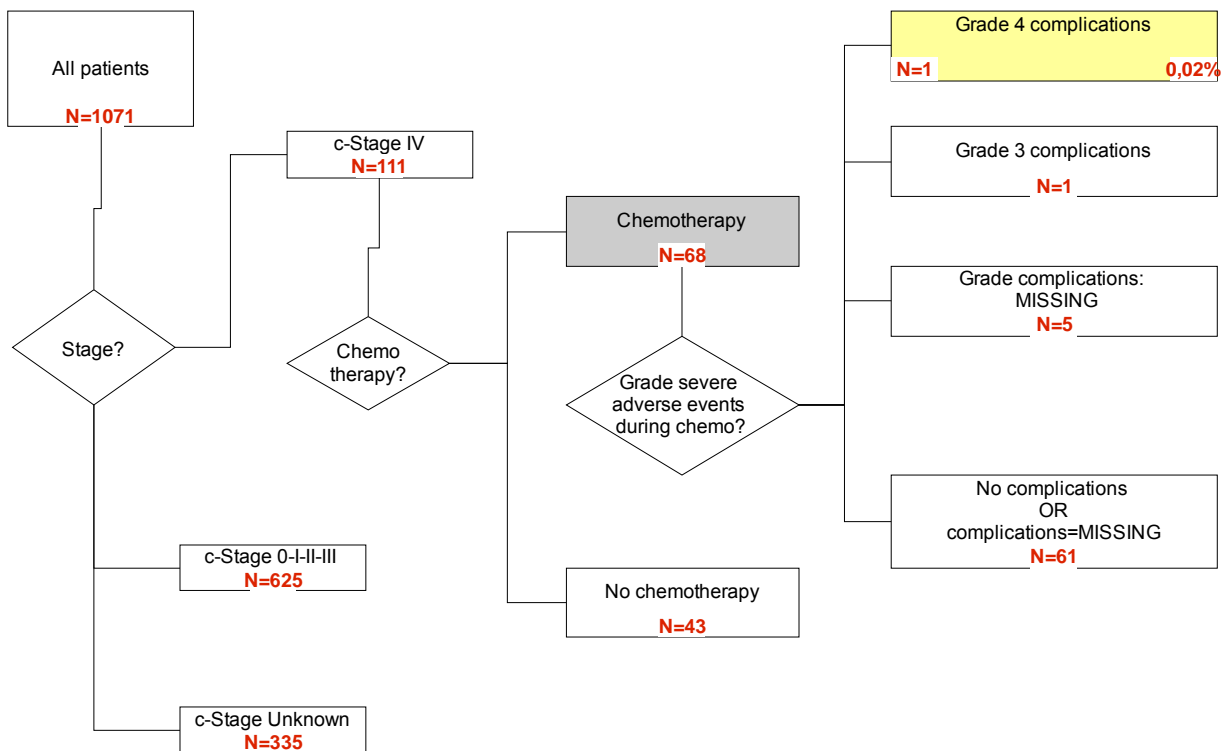 All patients
N=1071
Stage?
c-Stage IV
N=111
Chemo
therapy?
c-Stage 0-I-II-III
N=625
c-Stage Unknown
N=335
Chemotherapy
N=68
Grade severe
adverse events
during chemo?
No chemotherapy
N=43
Grade 4 complications
N=1 0,02%
Grade 3 complications
N=1
Grade complications:
MISSING
N=5
No complications
OR
complications=MISSING
N=61